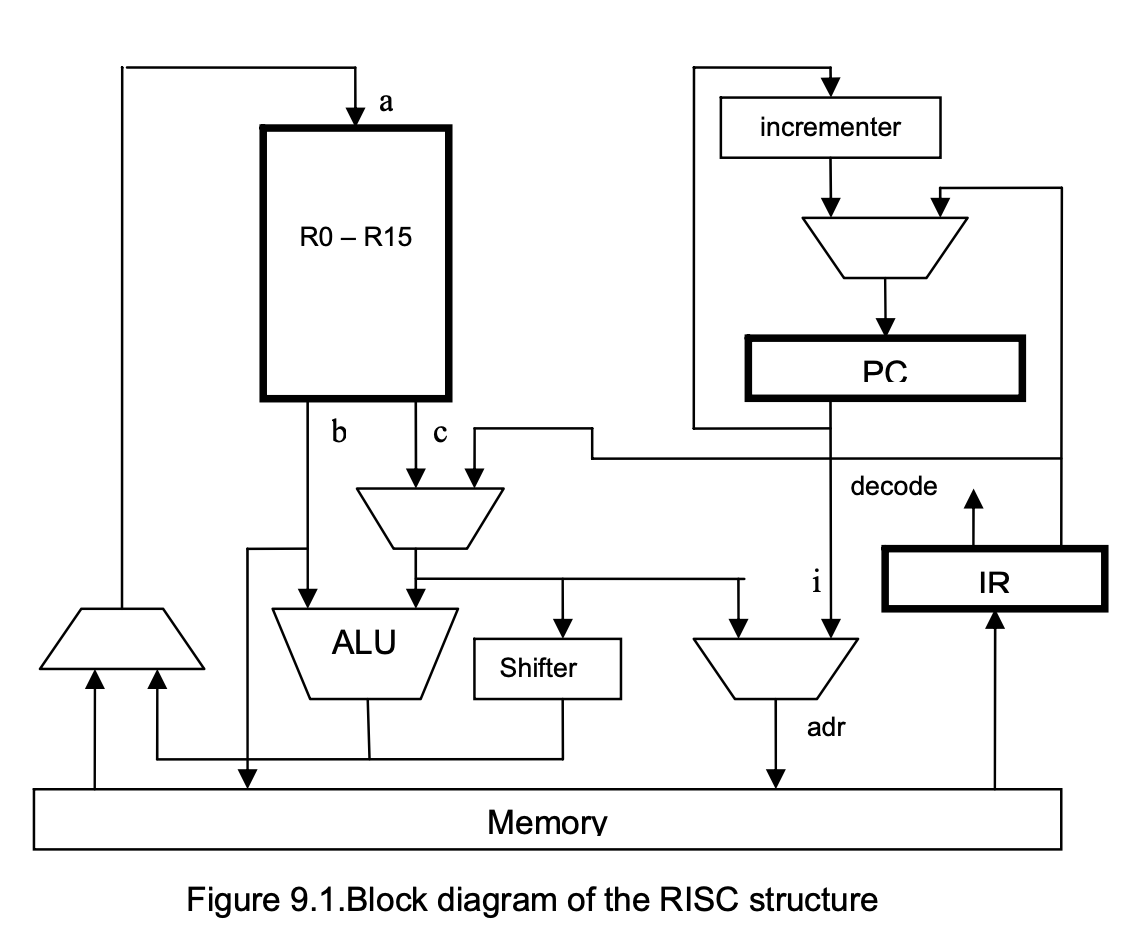 a
incrementer
R0 – R15
PC
b
c
decode
i
IR
ALU
Shifter
adr
Memory
Figure 9.1.Block diagram of the RISC structure